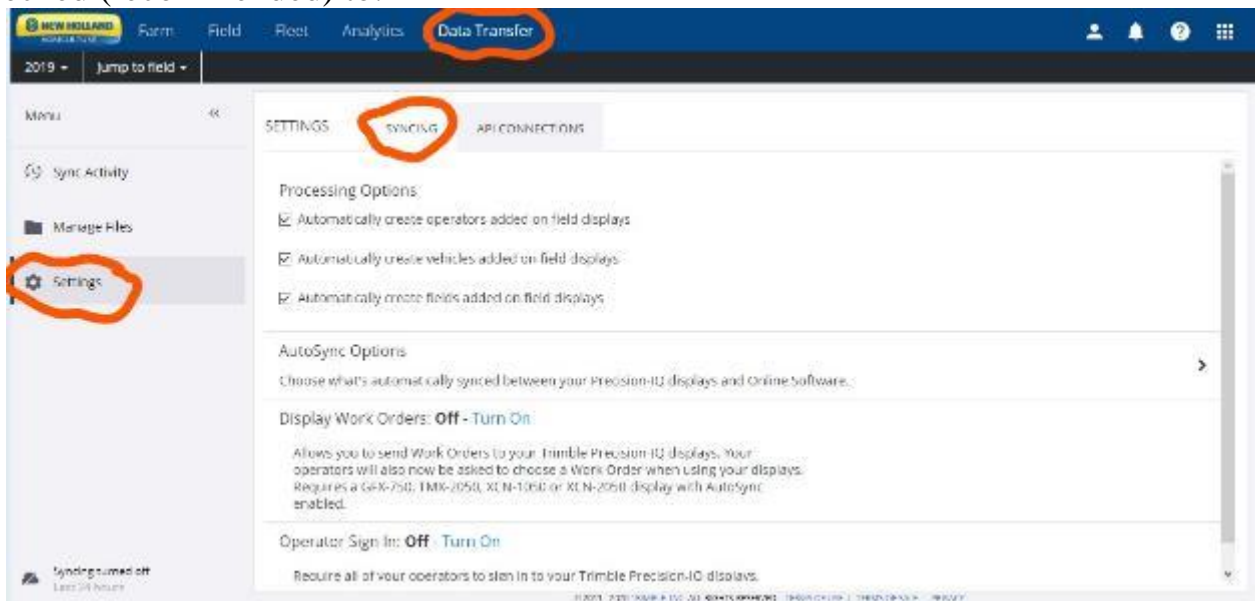 (recommended) to:
NEW HOLLAND Farm Field Fleet Analytics Data Transfer
2019 Jump to field
Menu
SETTINGS SYNCING API CONNECTIONS
Sync Activity
Processing Options
Automatically create operators added on field displays
Manage Files
Automatically create vehicles added on field displays
Settings
Automatically create fields added on field displays
AutoSync Options
Choose what's automatically synced between your Precision-IQ displays and Online Software.
Display Work Orders: Off - Turn On
Allows you to send Work Orders to your Trimble Precision-IQ displays. Your
operators will also now be asked to choose a Work Order when using your displays.
Requires a GFX-750, TMX-2050, XCN-1050 or XCN-2050 display with AutoSync
enabled.
Operator Sign In: Off - Turn On
Syncing turned off
Last 24 hours
Require all of your operators to sign in to your Trimble Precision-IQ displays.